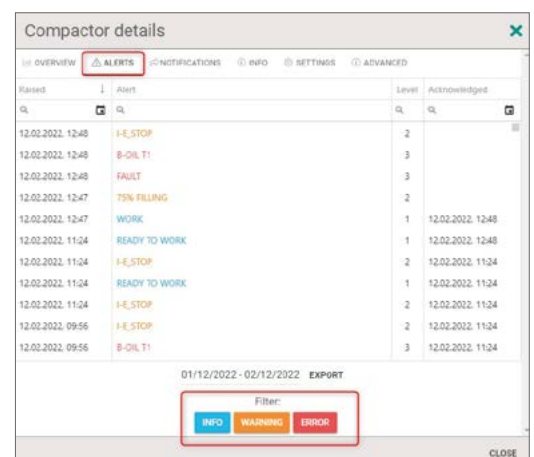 Compactor details
OVERVIEW ALERTS NOTIFICATIONS INFO SETTINGS ADVANCED
Raised Alert Level Acknowledged
12.02.2022. 12:48 I-E_STOP 2
12.02.2022. 12:48 B-OIL T1 3
12.02.2022. 12:48 FAULT 3
12.02.2022. 12:47 75% FILLING 2
12.02.2022. 12:47 WORK 1 12.02.2022. 12:48
12.02.2022. 11:24 READY TO WORK 1 12.02.2022. 12:48
12.02.2022. 11:24 I-E_STOP 2 12.02.2022. 11:24
12.02.2022. 11:24 READY TO WORK 1 12.02.2022. 11:24
12.02.2022. 11:24 I-E_STOP 2 12.02.2022. 11:24
12.02.2022. 09:56 I-E_STOP 2 12.02.2022. 11:24
12.02.2022. 09:56 B-OIL T1 3 12.02.2022. 11:24
01/12/2022 - 02/12/2022 EXPORT
Filter:
INFO WARNING ERROR
CLOSE